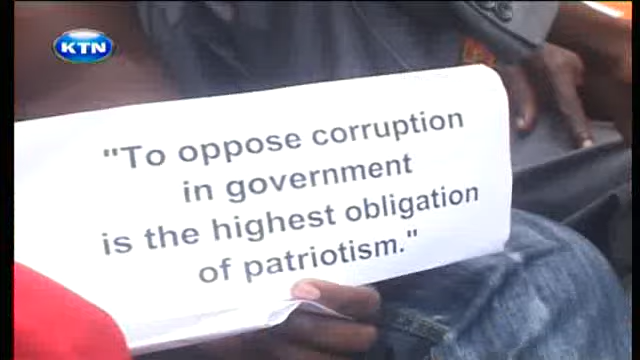 KTN
"To oppose corruption
in government
is the highest obligation
of patriotism."